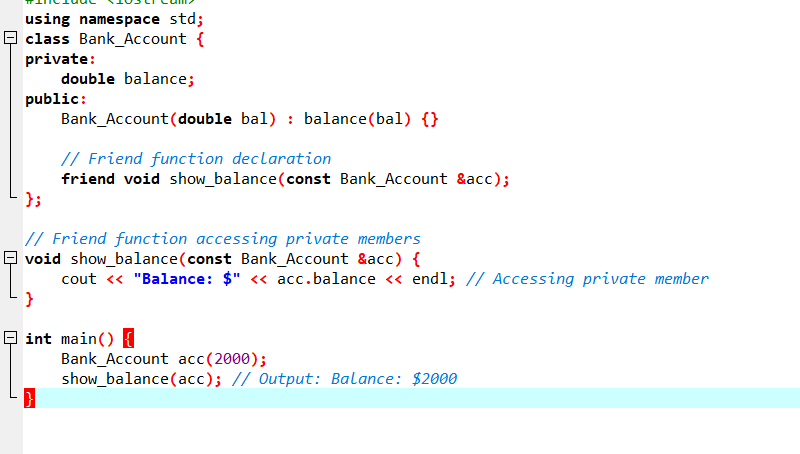 #include <iostream>
using namespace std;
class Bank_Account {
private:
    double balance;
public:
    Bank_Account(double bal) : balance(bal) {}

    // Friend function declaration
    friend void show_balance(const Bank_Account &acc);
};

// Friend function accessing private members
void show_balance(const Bank_Account &acc) {
    cout << "Balance: $" << acc.balance << endl; // Accessing private member
}

int main() {
    Bank_Account acc(2000);
    show_balance(acc); // Output: Balance: $2000
}